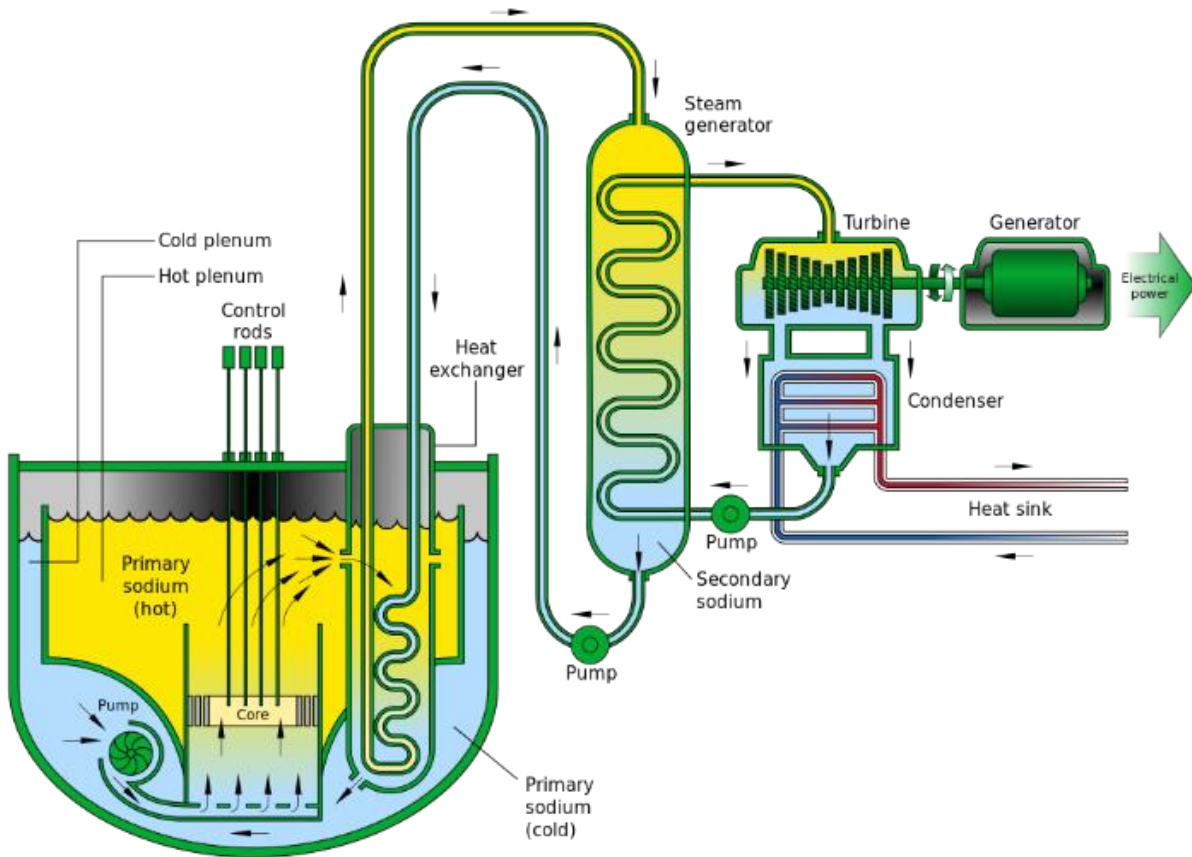 Steam
generator
Turbine
Generator
Electrical
power
Cold plenum
Hot plenum
Control
rods
Heat
exchanger
Condenser
Heat sink
Pump
Secondary
sodium
Pump
Primary
sodium
(hot)
Pump
Core
Primary
sodium
(cold)